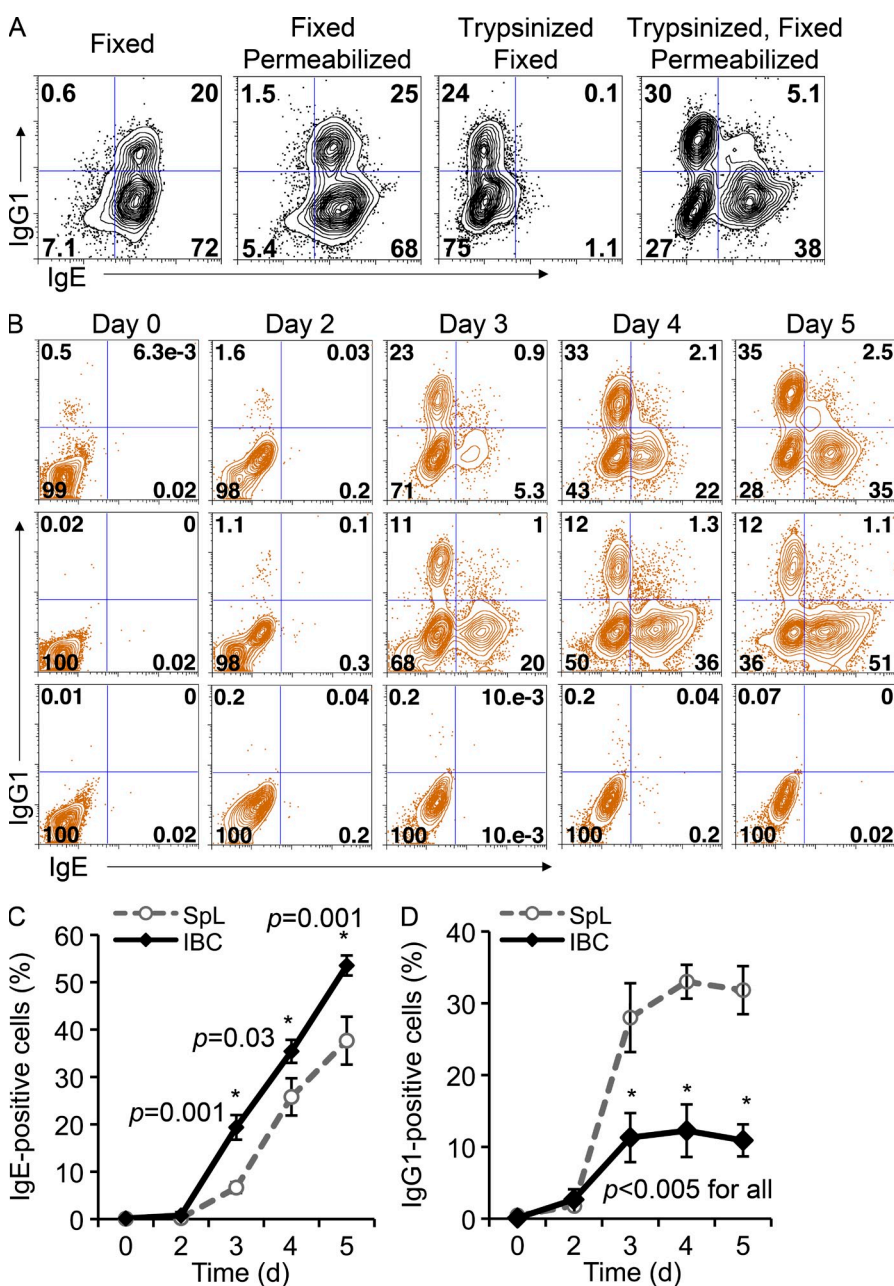 A
Fixed
Fixed
Permeabilized
Trypsinized
Fixed
Trypsinized, Fixed
Permeabilized
0.6 20
7.1 72
1.5 25
5.4 68
24 0.1
75 1.1
30 5.1
27 38
IgG1
IgE
B
Day 0 Day 2 Day 3 Day 4 Day 5
0.5 6.3e-3 1.6 0.03 23 0.9 33 2.1 35 2.5
99 0.02 98 0.2 71 5.3 43 22 28 35
0.02 0 1.1 0.1 11 1 12 1.3 12 1.1
100 0.02 98 0.3 68 20 50 36 36 51
0.01 0 0.2 0.04 0.2 10.e-3 0.2 0.04 0.07 0
100 0.02 100 0.2 100 10.e-3 100 0.2 100 0.02
IgG1
IgE
C
SpL
IBC
p=0.001
*
p=0.03 *
p=0.001 *
IgE-positive cells (%)
60
50
40
30
20
10
0
0 2 3 4 5
Time (d)
D
SpL
IBC
IgG1-positive cells (%)
40
30
20
10
0
* * *
p<0.005 for all
0 2 3 4 5
Time (d)